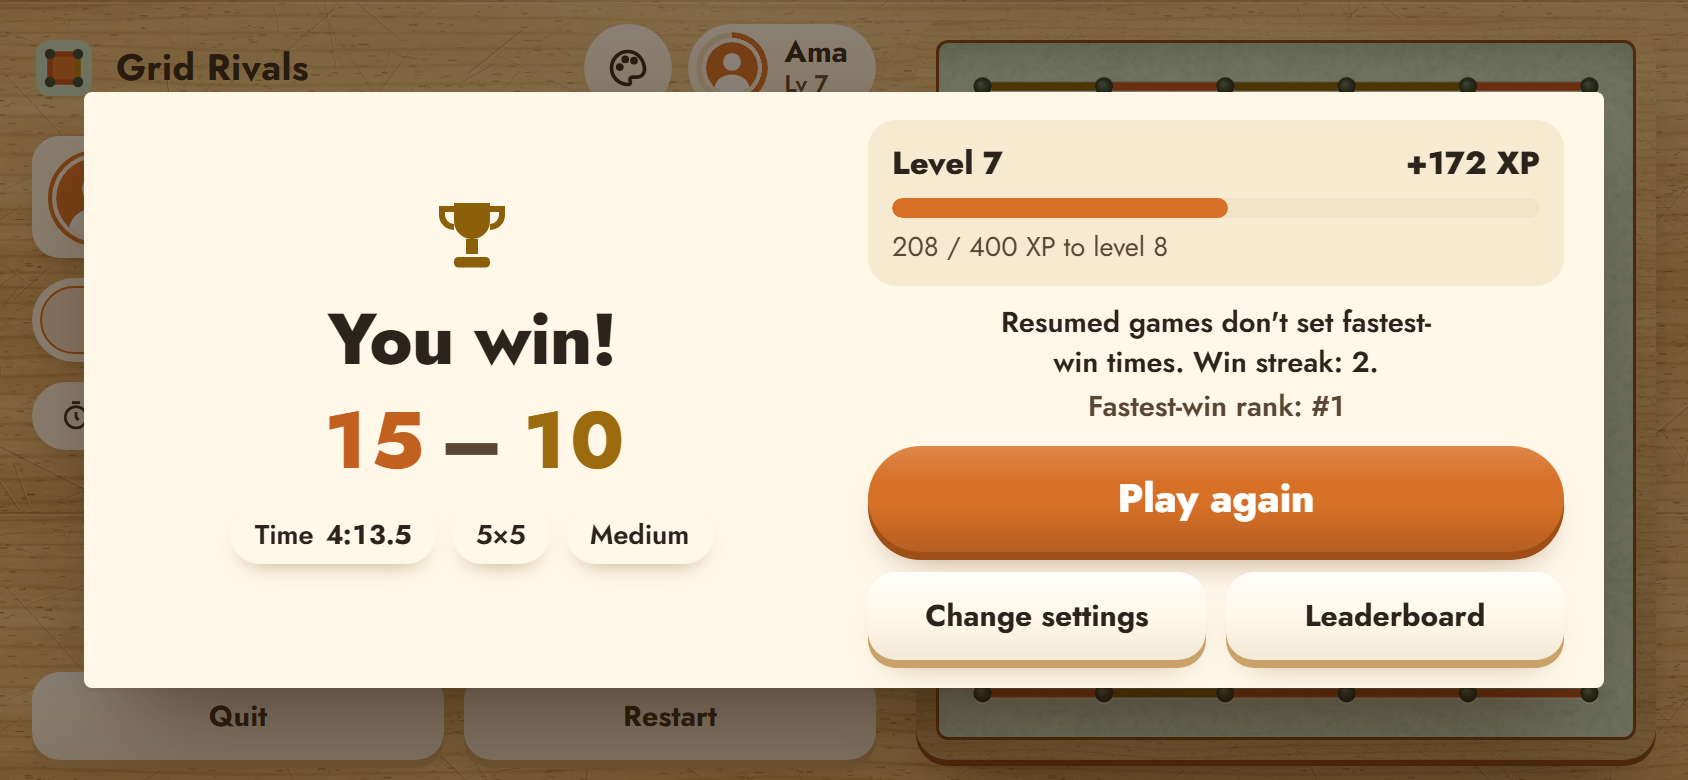 Grid Rivals
Ama
Lv 7
You win!
15 – 10
Time 4:13.5
5×5
Medium
Level 7
+172 XP
208 / 400 XP to level 8
Resumed games don't set fastest-
win times. Win streak: 2.
Fastest-win rank: #1
Play again
Change settings
Leaderboard
Quit
Restart